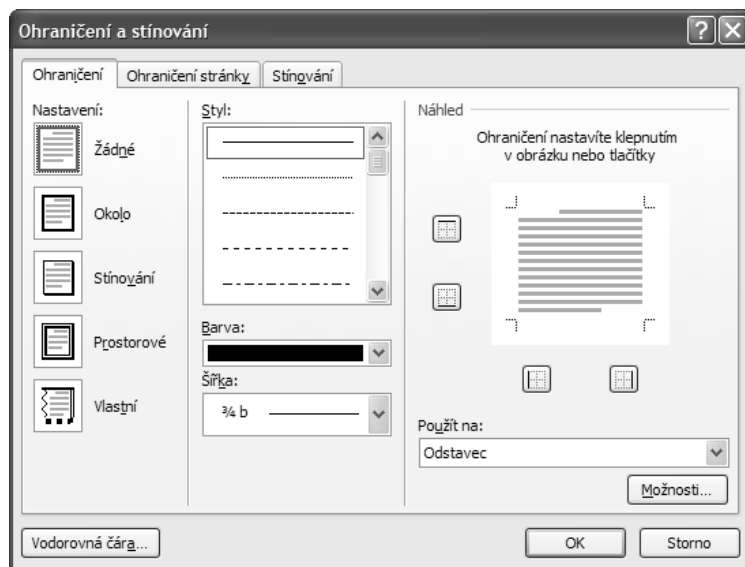 Ohraničení a stínování
Ohraničení
Ohraničení stránky
Stínování
Nastavení:
Žádné
Okolo
Stínování
Prostorové
Vlastní
Styl:
Barva:
Šířka:
¾ b
Náhled
Ohraničení nastavíte klepnutím
v obrázku nebo tlačítky
Použít na:
Odstavec
Možnosti...
Vodorovná čára...
OK
Storno